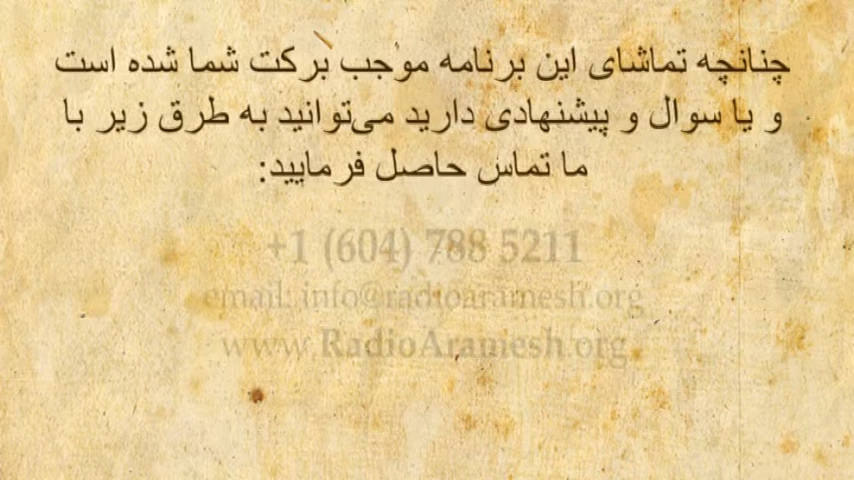 چنانچه تماشای این برنامه موجب برکت شما شده است
و یا سوال و پیشنهادی دارید می‌توانید به طرق زیر با
ما تماس حاصل فرمایید:
+1 (604) 788 5211
email: info@radioaramesh.org
www.RadioAramesh.org